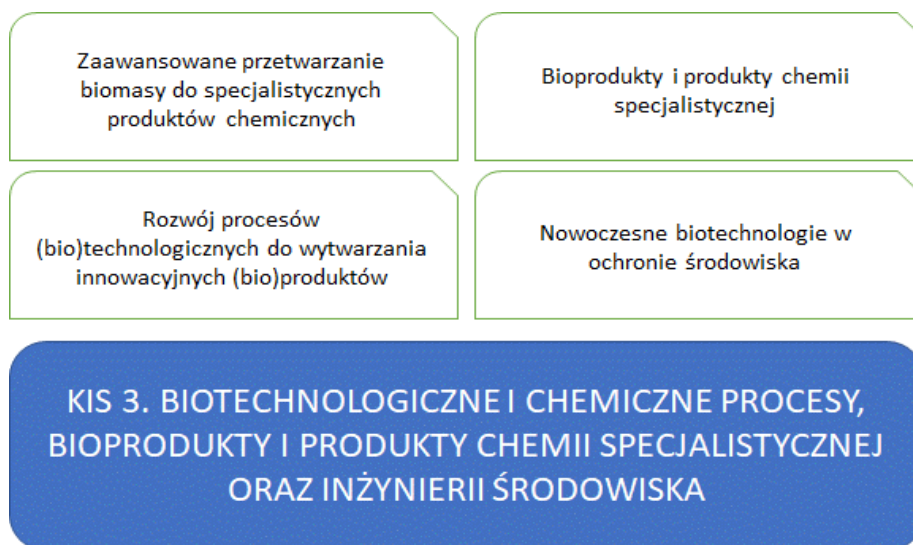 Zaawansowane przetwarzanie
biomasy do specjalistycznych
produktów chemicznych
Bioprodukty i produkty chemii
specjalistycznej
Rozwój procesów
(bio)technologicznych do wytwarzania
innowacyjnych (bio)produktów
Nowoczesne biotechnologie w
ochronie środowiska
KIS 3. BIOTECHNOLOGICZNE I CHEMICZNE PROCESY,
BIOPRODUKTY I PRODUKTY CHEMII SPECJALISTYCZNEJ
ORAZ INŻYNIERII ŚRODOWISKA